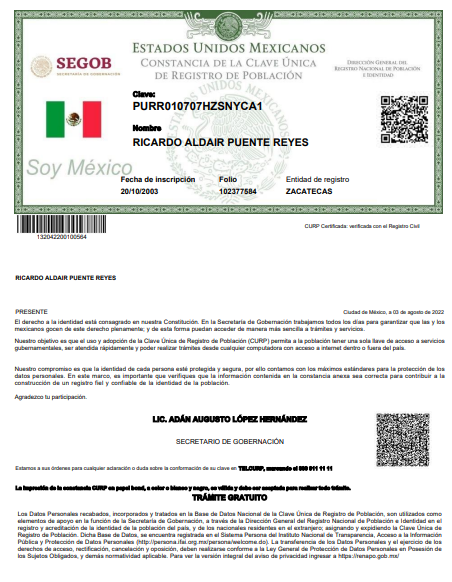 ESTADOS UNIDOS MEXICANOS
CONSTANCIA DE LA CLAVE ÚNICA
DE REGISTRO DE POBLACIÓN
SEGOB
SECRETARÍA DE GOBERNACIÓN
DIRECCIÓN GENERAL DEL
REGISTRO NACIONAL DE POBLACIÓN
E IDENTIDAD
Clave:
PURR010707HZSNYCA1
Nombre
RICARDO ALDAIR PUENTE REYES
Soy México
Fecha de inscripción Folio Entidad de registro
20/10/2003 102377584 ZACATECAS
132042200100564
CURP Certificada: verificada con el Registro Civil
RICARDO ALDAIR PUENTE REYES
PRESENTE Ciudad de México, a 03 de agosto de 2022
El derecho a la identidad está consagrado en nuestra Constitución. En la Secretaría de Gobernación trabajamos todos los días para garantizar que las y los
mexicanos gocen de este derecho plenamente; y de esta forma puedan acceder de manera más sencilla a trámites y servicios.
Nuestro objetivo es que el uso y adopción de la Clave Única de Registro de Población (CURP) permita a la población tener una sola llave de acceso a servicios
gubernamentales, ser atendida rápidamente y poder realizar trámites desde cualquier computadora con acceso a internet dentro o fuera del país.
Nuestro compromiso es que la identidad de cada persona esté protegida y segura, por ello contamos con los máximos estándares para la protección de los
datos personales. En este marco, es importante que verifiques que la información contenida en la constancia anexa sea correcta para contribuir a la
construcción de un registro fiel y confiable de la identidad de la población.
Agradezco tu participación.
LIC. ADÁN AUGUSTO LÓPEZ HERNÁNDEZ
SECRETARIO DE GOBERNACIÓN
Estamos a sus órdenes para cualquier aclaración o duda sobre la conformación de su clave en TELCURP, marcando el 800 911 11 11
La impresión de la constancia CURP en papel bond, a color o blanco y negro, es válida y debe ser aceptada para realizar todo trámite.
TRÁMITE GRATUITO
Los Datos Personales recabados, incorporados y tratados en la Base de Datos Nacional de la Clave Única de Registro de Población, son utilizados como
elementos de apoyo en la función de la Secretaría de Gobernación, a través de la Dirección General del Registro Nacional de Población e Identidad en el
registro y acreditación de la identidad de la población del país, y de los nacionales residentes en el extranjero; asignando y expidiendo la Clave Única de
Registro de Población. Dicha Base de Datos, se encuentra registrada en el Sistema Persona del Instituto Nacional de Transparencia, Acceso a la Información
Pública y Protección de Datos Personales (http://persona.ifai.org.mx/persona/welcome.do). La transferencia de los Datos Personales y el ejercicio de los
derechos de acceso, rectificación, cancelación y oposición, deben realizarse conforme a la Ley General de Protección de Datos Personales en Posesión de
los Sujetos Obligados, y demás normatividad aplicable. Para ver la versión integral del aviso de privacidad ingresar a https://renapo.gob.mx/